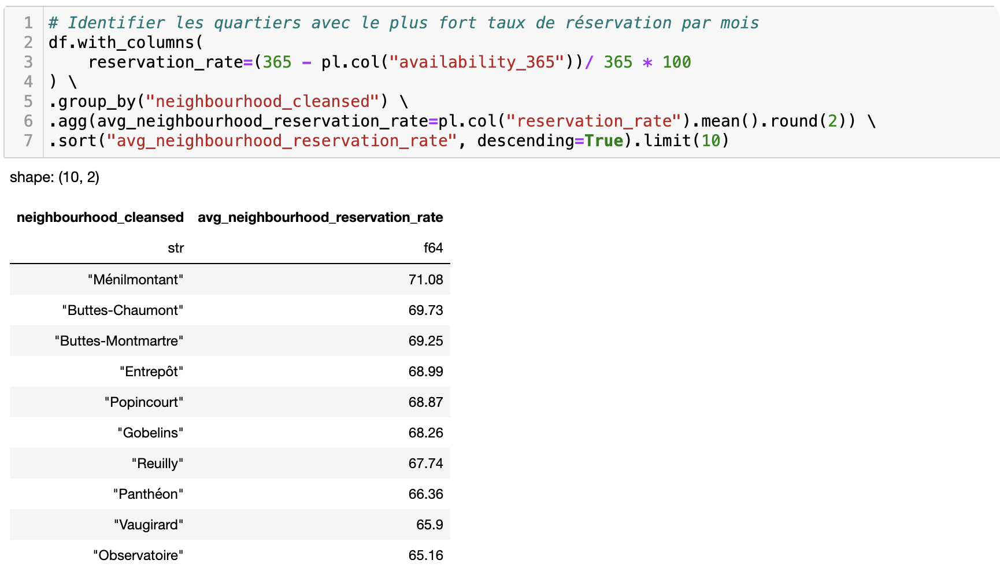 1 # Identifier les quartiers avec le plus fort taux de réservation par mois
2 df.with_columns(
3     reservation_rate=(365 - pl.col("availability_365"))/ 365 * 100
4 ) \
5 .group_by("neighbourhood_cleansed") \
6 .agg(avg_neighbourhood_reservation_rate=pl.col("reservation_rate").mean().round(2)) \
7 .sort("avg_neighbourhood_reservation_rate", descending=True).limit(10)
shape: (10, 2)
neighbourhood_cleansed avg_neighbourhood_reservation_rate
str f64
"Ménilmontant" 71.08
"Buttes-Chaumont" 69.73
"Buttes-Montmartre" 69.25
"Entrepôt" 68.99
"Popincourt" 68.87
"Gobelins" 68.26
"Reuilly" 67.74
"Panthéon" 66.36
"Vaugirard" 65.9
"Observatoire" 65.16